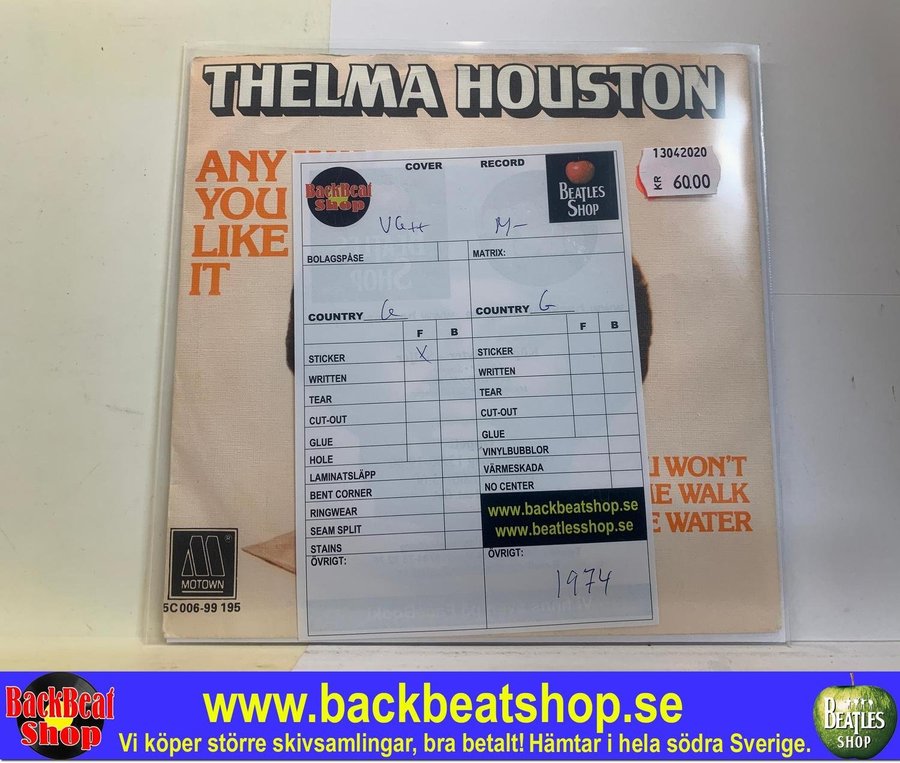 THELMA HOUSTON
ANY
YOU
LIKE
IT
13042020
KR 60.00
COVER RECORD
BackBeat
Shop
BEATLES
SHOP
VG++ M-
BOLAGSPÅSE MATRIX:
COUNTRY G COUNTRY G
F B F B
STICKER X STICKER
WRITTEN WRITTEN
TEAR TEAR
CUT-OUT CUT-OUT
GLUE GLUE
HOLE VINYLBUBBLOR
LAMINATSLÄPP VÄRMESKADA
BENT CORNER NO CENTER
RINGWEAR www.backbeatshop.se
SEAM SPLIT www.beatlesshop.se
STAINS
ÖVRIGT: ÖVRIGT:
1974
WON'T
WALK
WATER
MOTOWN®
5C 006-99 195
BackBeat
Shop
www.backbeatshop.se
Vi köper större skivsamlingar, bra betalt! Hämtar i hela södra Sverige.
BEATLES
SHOP